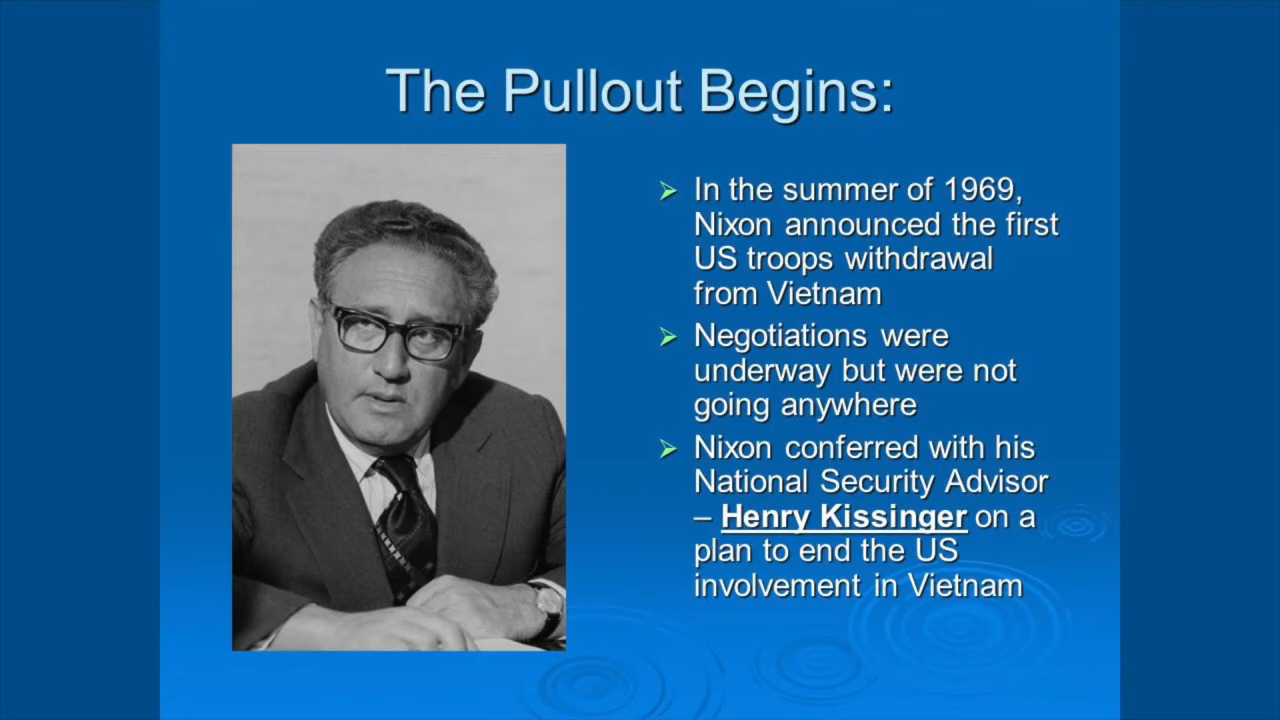 The Pullout Begins:
In the summer of 1969,
Nixon announced the first
US troops withdrawal
from Vietnam
Negotiations were
underway but were not
going anywhere
Nixon conferred with his
National Security Advisor
– Henry Kissinger on a
plan to end the US
involvement in Vietnam